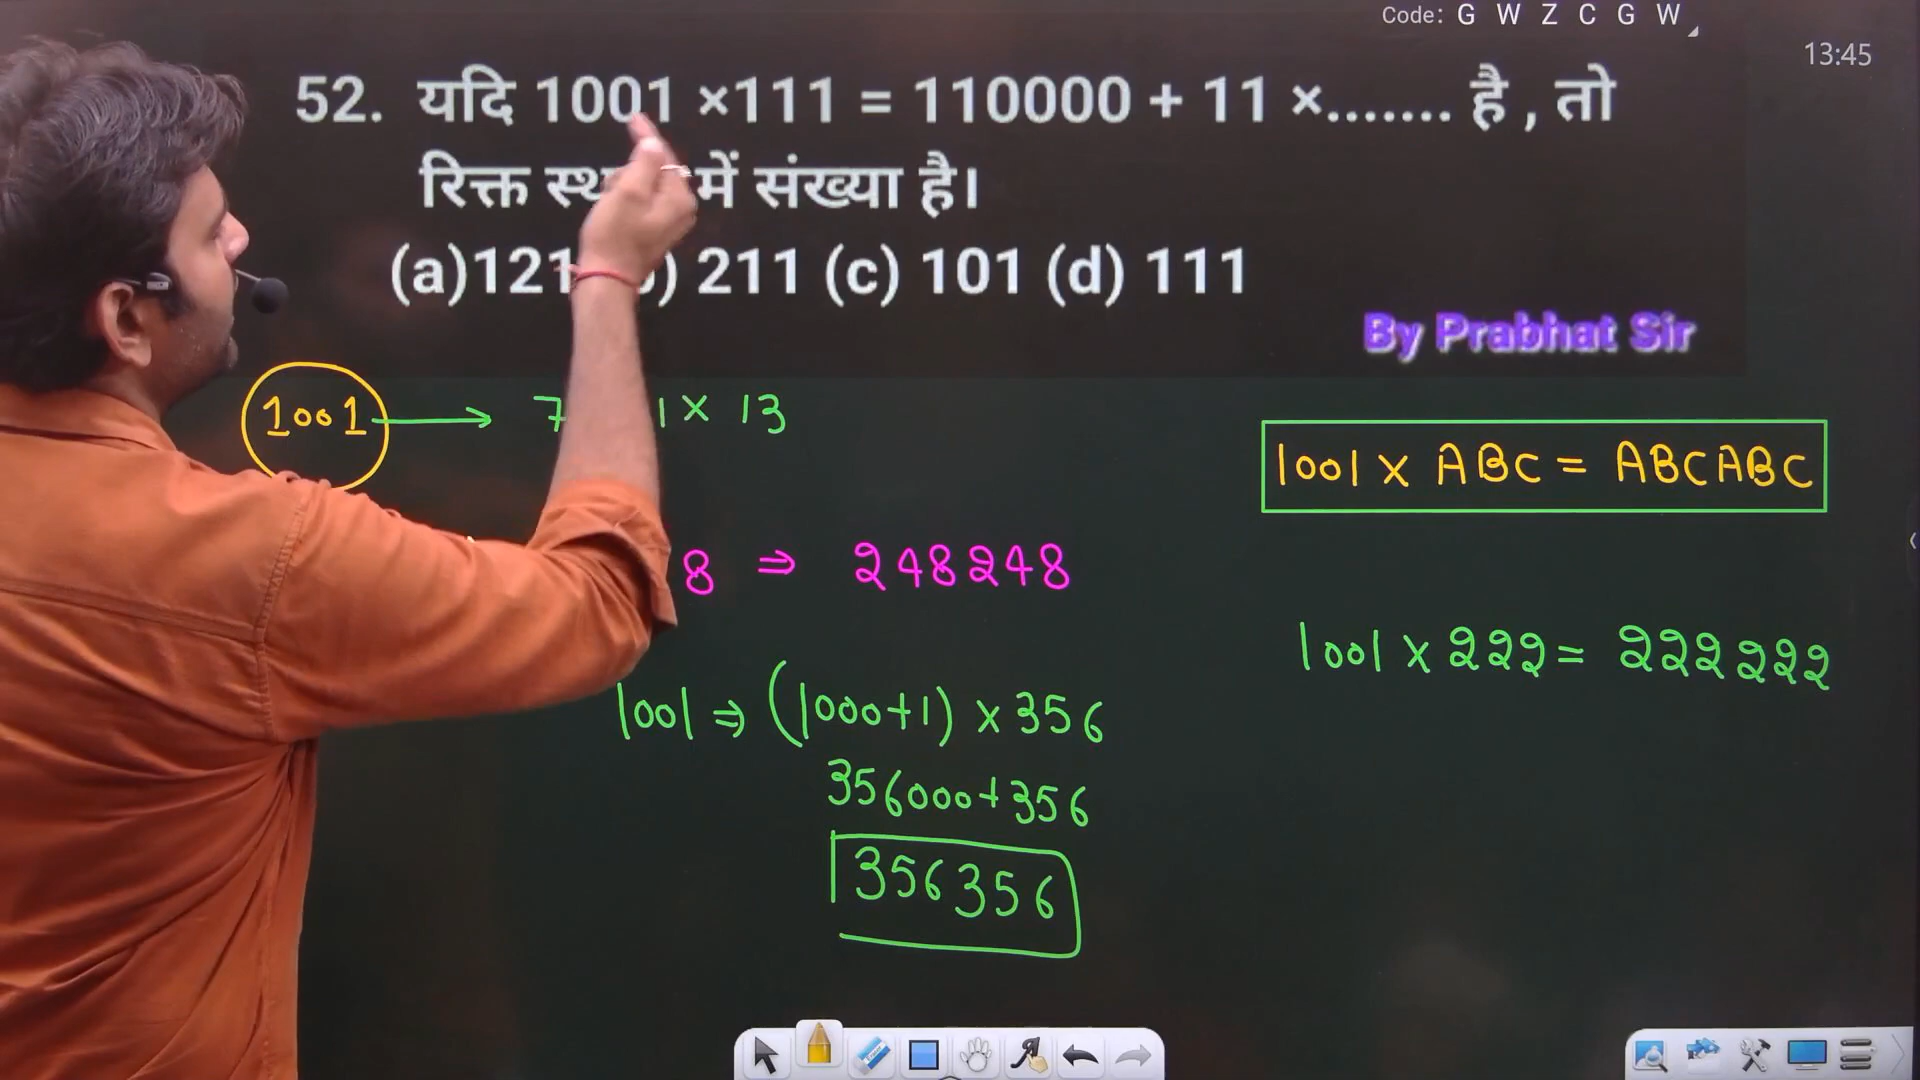 Code: G W Z C G W
13:45
52. यदि 1001 ×111 = 110000 + 11 ×....... है , तो
में संख्या है।
रिक्त
(a)121 ) 211 (c) 101 (d) 111
By Prabhat Sir
1001 → 7 1 × 13
1001 × ABC = ABCABC
8 ⇒ 248248
1001 × 222 = 222222
1001 ⇒ (1000+1) × 356
356000+356
356356